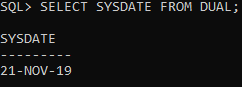 SQL> SELECT SYSDATE FROM DUAL;
SYSDATE
---------
21-NOV-19